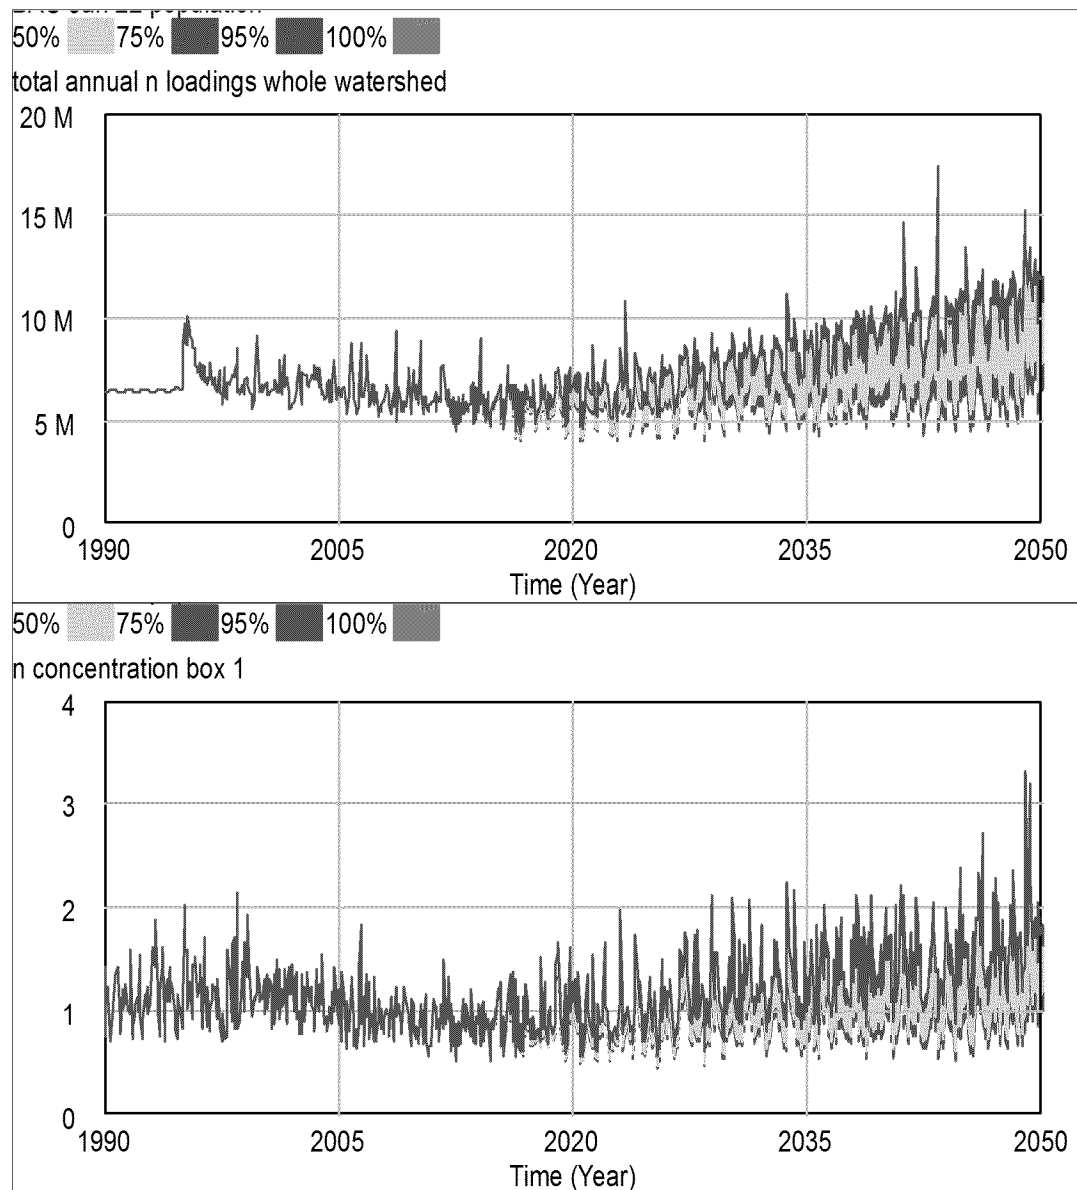 50% 75% 95% 100%
total annual n loadings whole watershed
20 M
15 M
10 M
5 M
0
1990 2005 2020 2035 2050
Time (Year)
50% 75% 95% 100%
n concentration box 1
4
3
2
1
0
1990 2005 2020 2035 2050
Time (Year)